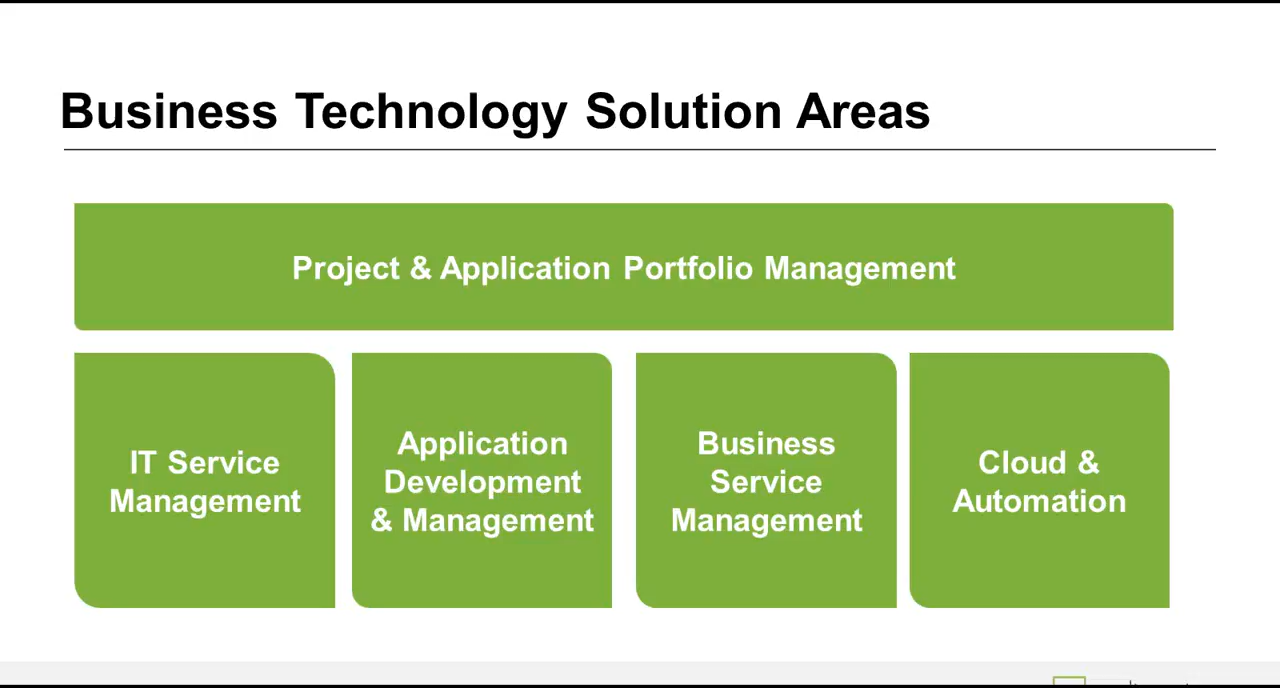 Business Technology Solution Areas
Project & Application Portfolio Management
IT Service
Management
Application
Development
& Management
Business
Service
Management
Cloud &
Automation